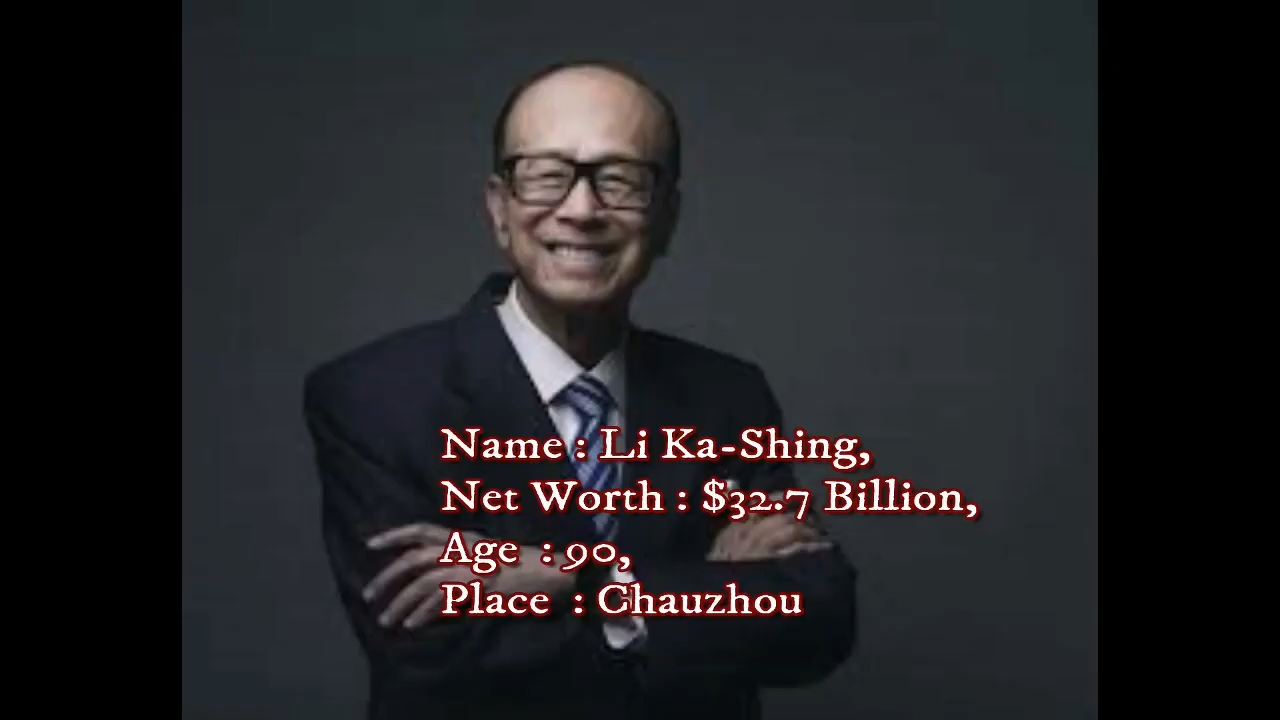 Name : Li Ka-Shing,
Net Worth : $32.7 Billion,
Age : 90,
Place : Chauzhou